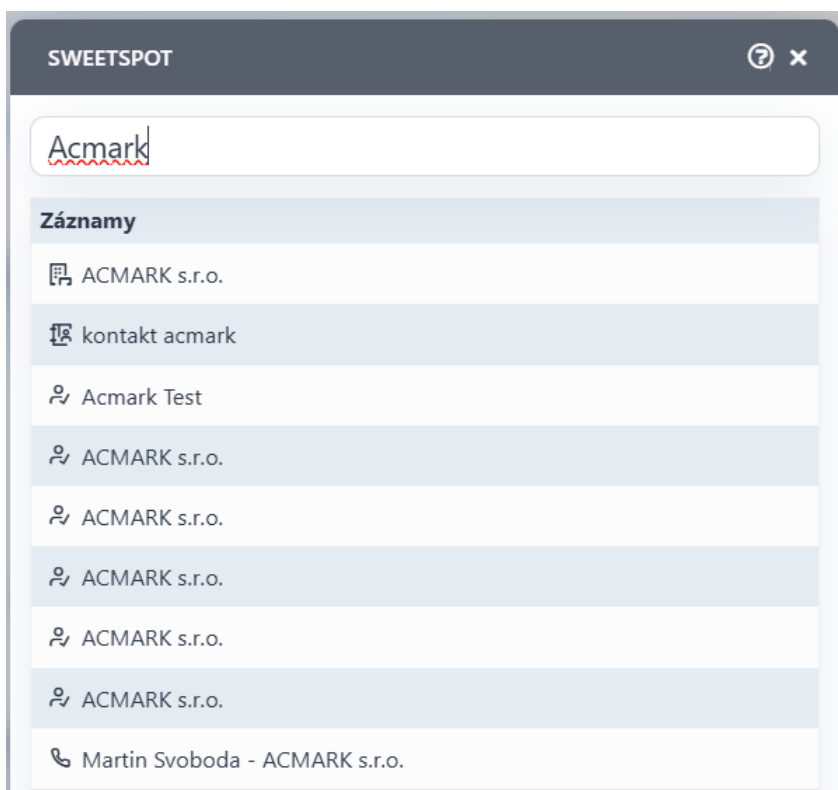 SWEETSPOT
Acmark
Záznamy
ACMARK s.r.o.
kontakt acmark
Acmark Test
ACMARK s.r.o.
ACMARK s.r.o.
ACMARK s.r.o.
ACMARK s.r.o.
ACMARK s.r.o.
Martin Svoboda - ACMARK s.r.o.